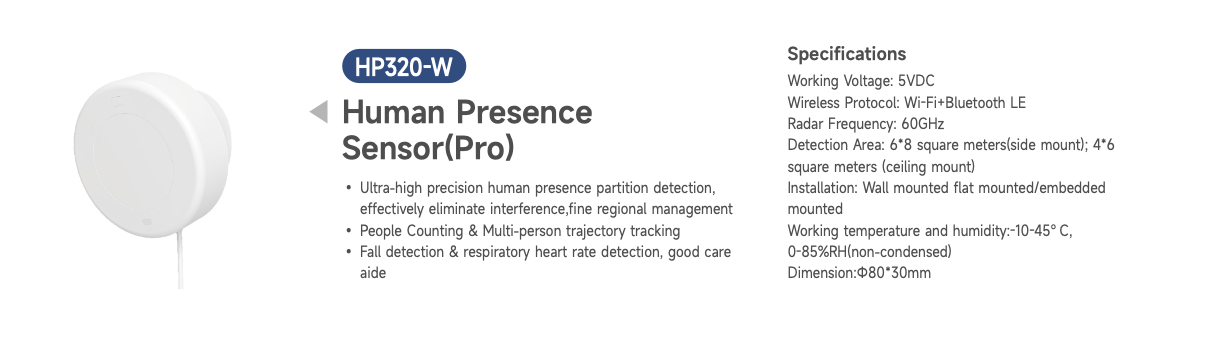 HP320-W
Human Presence
Sensor(Pro)
• Ultra-high precision human presence partition detection,
effectively eliminate interference,fine regional management
• People Counting & Multi-person trajectory tracking
• Fall detection & respiratory heart rate detection, good care
aide
Specifications
Working Voltage: 5VDC
Wireless Protocol: Wi-Fi+Bluetooth LE
Radar Frequency: 60GHz
Detection Area: 6*8 square meters(side mount); 4*6
square meters (ceiling mount)
Installation: Wall mounted flat mounted/embedded
mounted
Working temperature and humidity:-10-45° C,
0-85%RH(non-condensed)
Dimension:Φ80*30mm